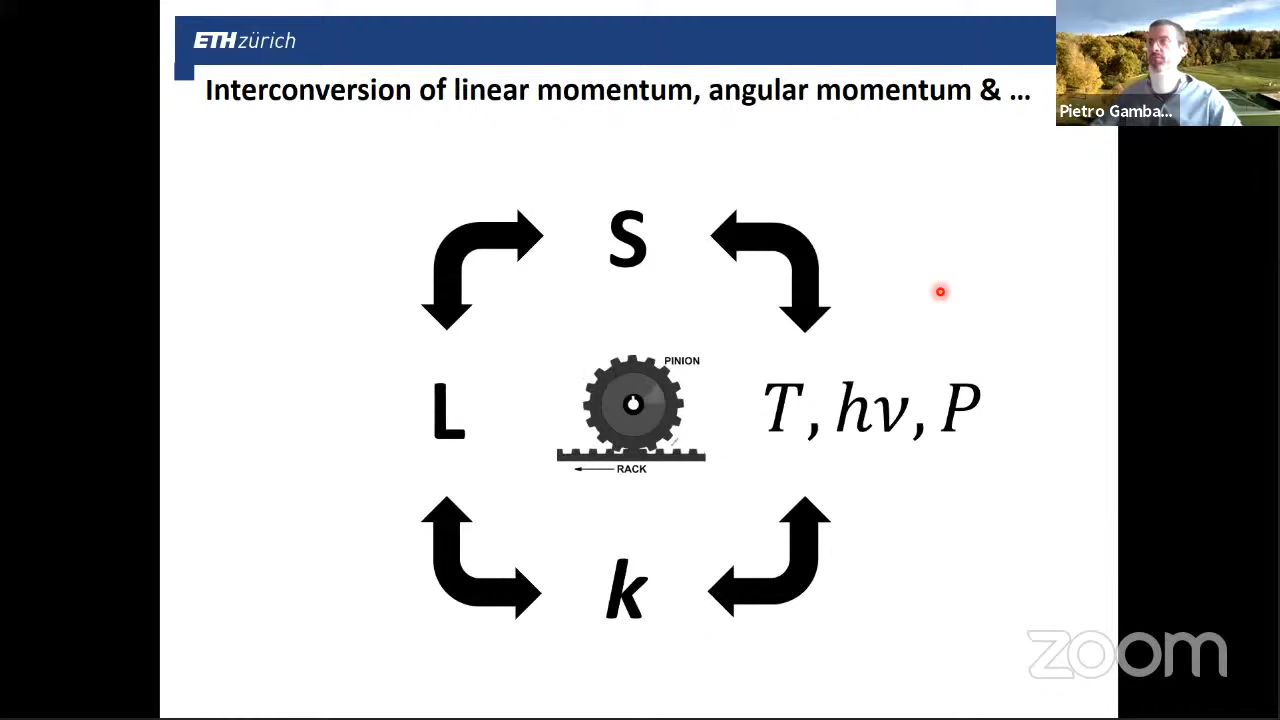 ETH zürich
Interconversion of linear momentum, angular momentum & ...
Pietro Gamba...
S
PINION
L
T, hν, P
RACK
k
zoom